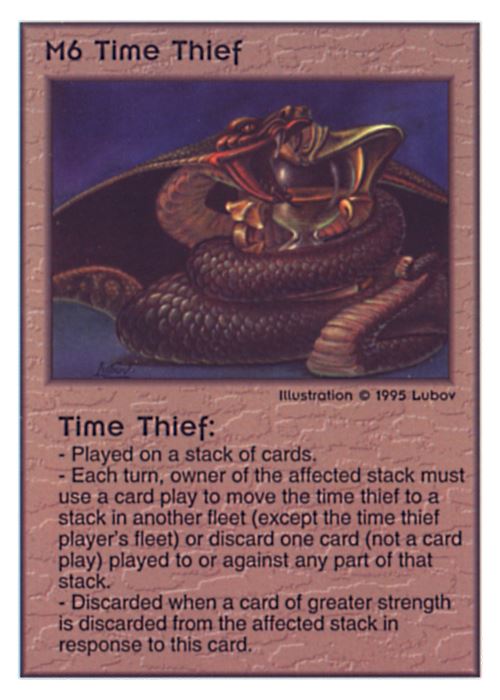 M6 Time Thief
Illustration © 1995 Lubov
Time Thief:
- Played on a stack of cards.
- Each turn, owner of the affected stack must
use a card play to move the time thief to a
stack in another fleet (except the time thief
player's fleet) or discard one card (not a card
play) played to or against any part of that
stack.
- Discarded when a card of greater strength
is discarded from the affected stack in
response to this card.